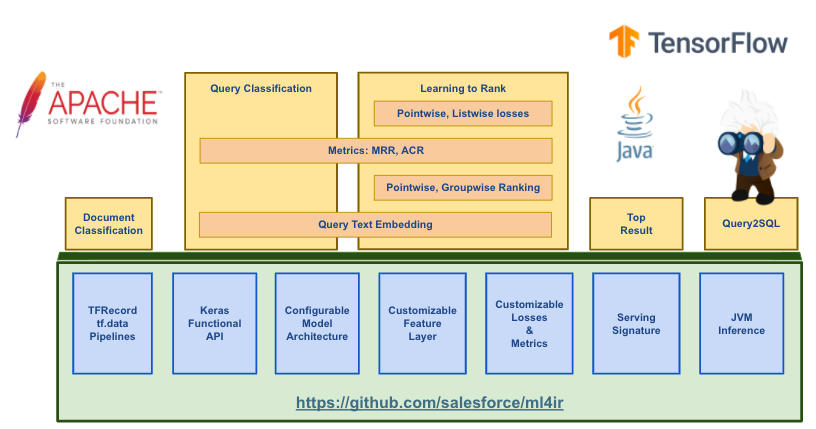 TensorFlow
THE
APACHE
SOFTWARE FOUNDATION
Java
Query Classification
Learning to Rank
Pointwise, Listwise losses
Metrics: MRR, ACR
Pointwise, Groupwise Ranking
Query Text Embedding
Document
Classification
Top
Result
Query2SQL
TFRecord
tf.data
Pipelines
Keras
Functional
API
Configurable
Model
Architecture
Customizable
Feature
Layer
Customizable
Losses
&
Metrics
Serving
Signature
JVM
Inference
https://github.com/salesforce/ml4ir